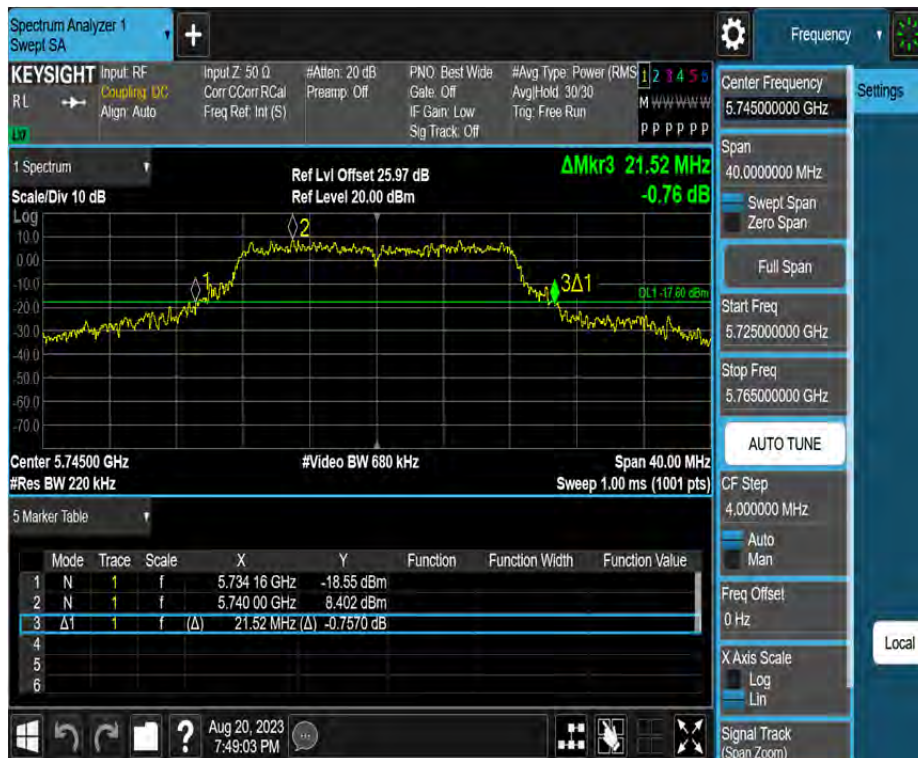 Spectrum Analyzer 1
Swept SA
+
Frequency
KEYSIGHT
RL
LXI
Input: RF
Coupling: DC
Align: Auto
Input Z: 50 Ω
Corr CCorr RCal
Freq Ref: Int (S)
#Atten: 20 dB
Preamp: Off
PNO: Best Wide
Gate: Off
IF Gain: Low
Sig Track: Off
#Avg Type: Power (RMS
Avg|Hold: 30/30
Trig: Free Run
1 2 3 4 5 6
M W W W W W
P P P P P P
1 Spectrum
Scale/Div 10 dB
Ref Lvl Offset 25.97 dB
Ref Level 20.00 dBm
ΔMkr3 21.52 MHz
-0.76 dB
Log
10.0
0.00
-10.0
-20.0
-30.0
-40.0
-50.0
-60.0
-70.0
2
1
3Δ1
DL1 -17.60 dBm
Center 5.74500 GHz
#Video BW 680 kHz
Span 40.00 MHz
#Res BW 220 kHz
Sweep 1.00 ms (1001 pts)
5 Marker Table
Mode Trace Scale X Y Function Function Width Function Value
1 N 1 f 5.734 16 GHz -18.55 dBm
2 N 1 f 5.740 00 GHz 8.402 dBm
3 Δ1 1 f (Δ) 21.52 MHz (Δ) -0.7570 dB
4
5
6
?
Aug 20, 2023
7:49:03 PM
Center Frequency
5.745000000 GHz
Span
40.0000000 MHz
Swept Span
Zero Span
Full Span
Start Freq
5.725000000 GHz
Stop Freq
5.765000000 GHz
AUTO TUNE
CF Step
4.000000 MHz
Auto
Man
Freq Offset
0 Hz
X Axis Scale
Log
Lin
Signal Track
(Span Zoom)
Settings
Local